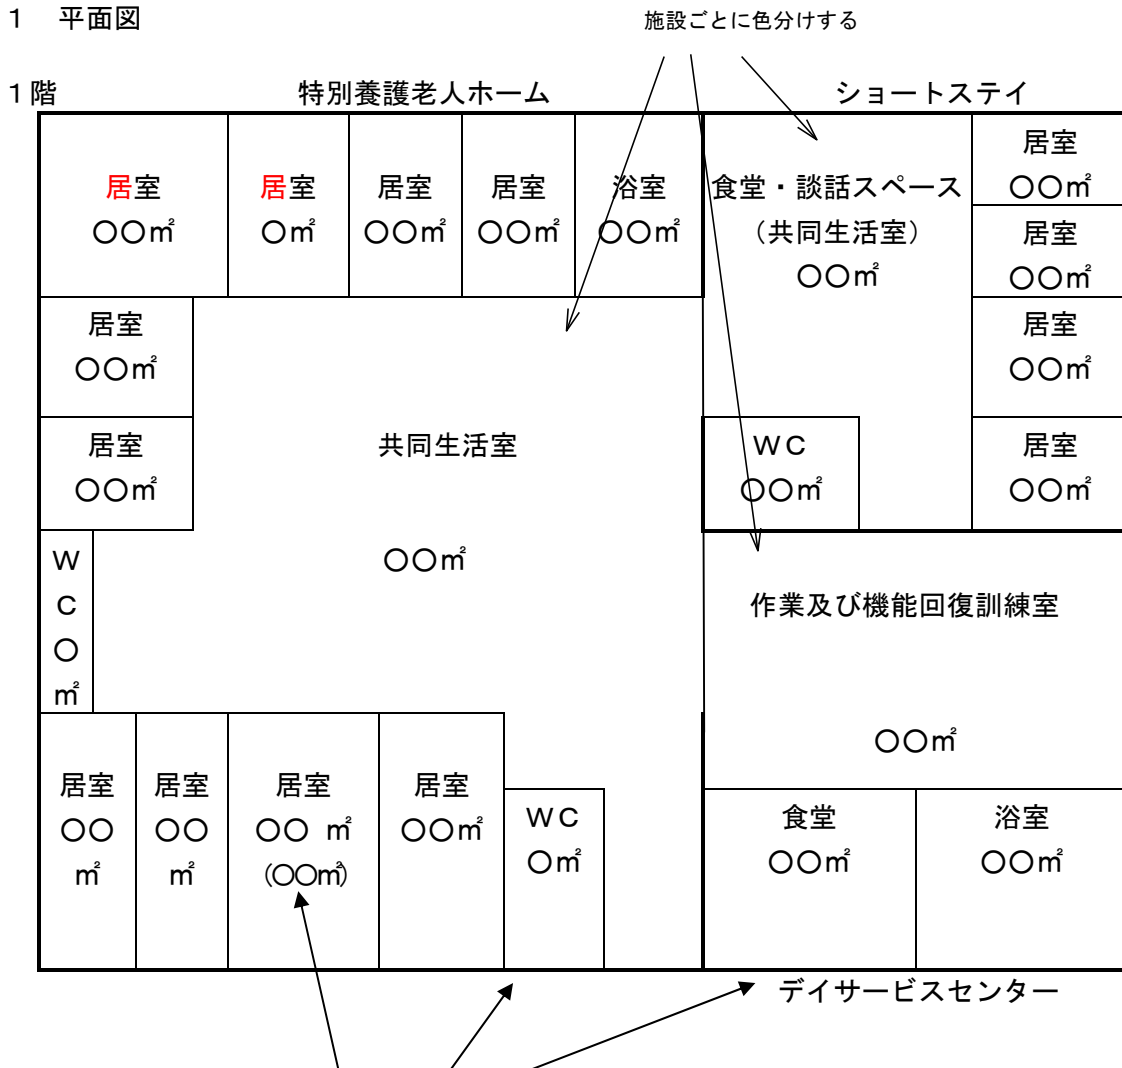 １　平面図
施設ごとに色分けする
１階
特別養護老人ホーム
ショートステイ
居室
〇〇㎡
居室
〇㎡
居室
〇〇㎡
居室
〇〇㎡
浴室
〇〇㎡
食堂・談話スペース
（共同生活室）
〇〇㎡
居室
〇〇㎡
居室
〇〇㎡
居室
〇〇㎡
居室
〇〇㎡
居室
〇〇㎡
居室
〇〇㎡
共同生活室
〇〇㎡
ＷＣ
〇〇㎡
Ｗ
Ｃ
〇
㎡
作業及び機能回復訓練室
〇〇㎡
居室
〇〇
㎡
居室
〇〇
㎡
居室
〇〇 ㎡
(〇〇㎡)
居室
〇〇㎡
ＷＣ
〇㎡
食堂
〇〇㎡
浴室
〇〇㎡
デイサービスセンター